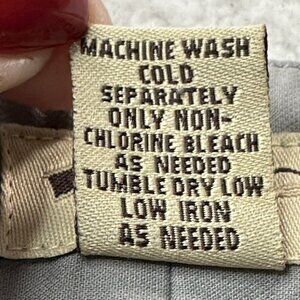 MACHINE WASH
COLD
SEPARATELY
ONLY NON-
CHLORINE BLEACH
AS NEEDED
TUMBLE DRY LOW
LOW IRON
AS NEEDED